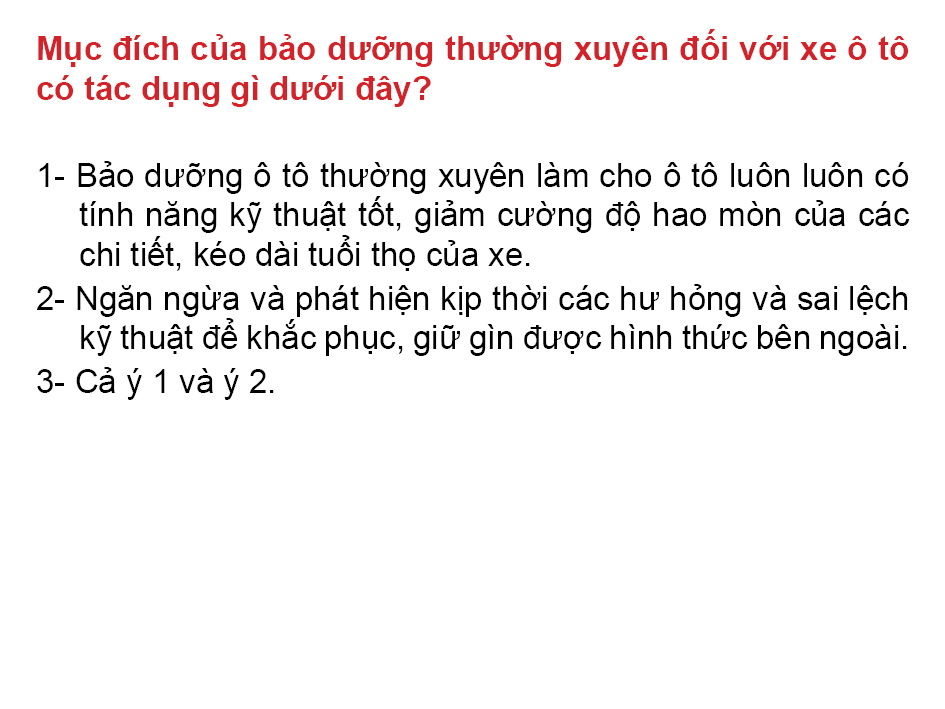 Mục đích của bảo dưỡng thường xuyên đối với xe ô tô
có tác dụng gì dưới đây?
1- Bảo dưỡng ô tô thường xuyên làm cho ô tô luôn luôn có
tính năng kỹ thuật tốt, giảm cường độ hao mòn của các
chi tiết, kéo dài tuổi thọ của xe.
2- Ngăn ngừa và phát hiện kịp thời các hư hỏng và sai lệch
kỹ thuật để khắc phục, giữ gìn được hình thức bên ngoài.
3- Cả ý 1 và ý 2.